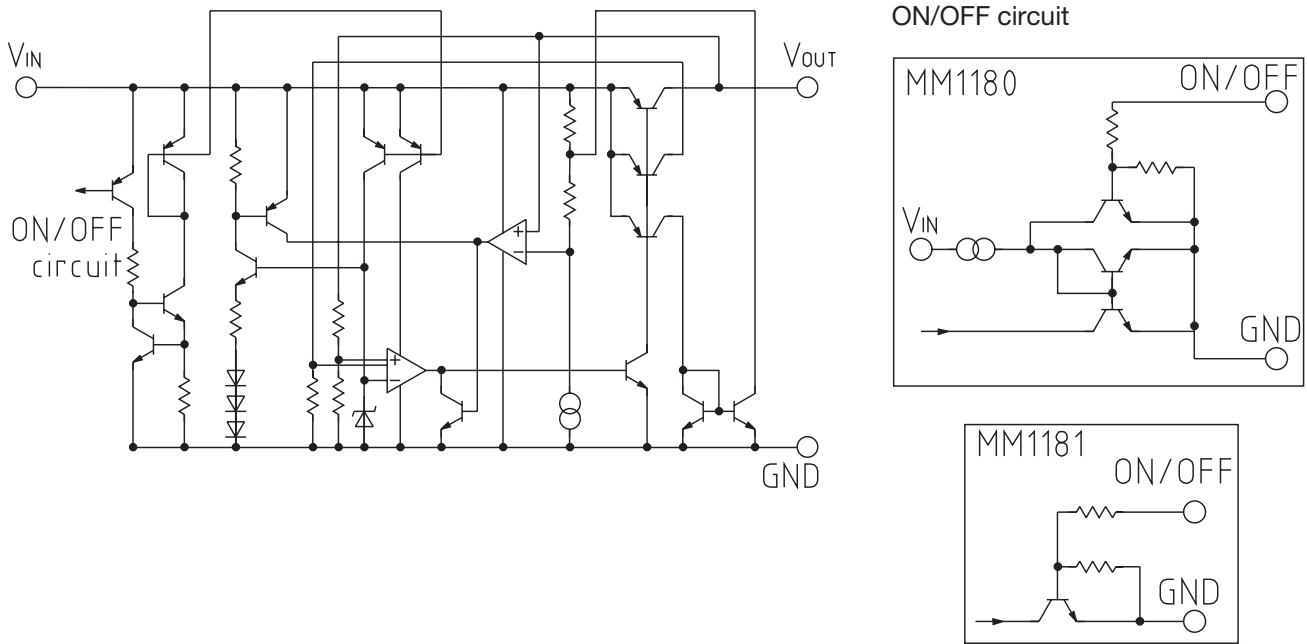 VIN
VOUT
ON/OFF
circuit
+
−
+
−
GND
ON/OFF circuit
MM1180
ON/OFF
VIN
GND
MM1181
ON/OFF
GND